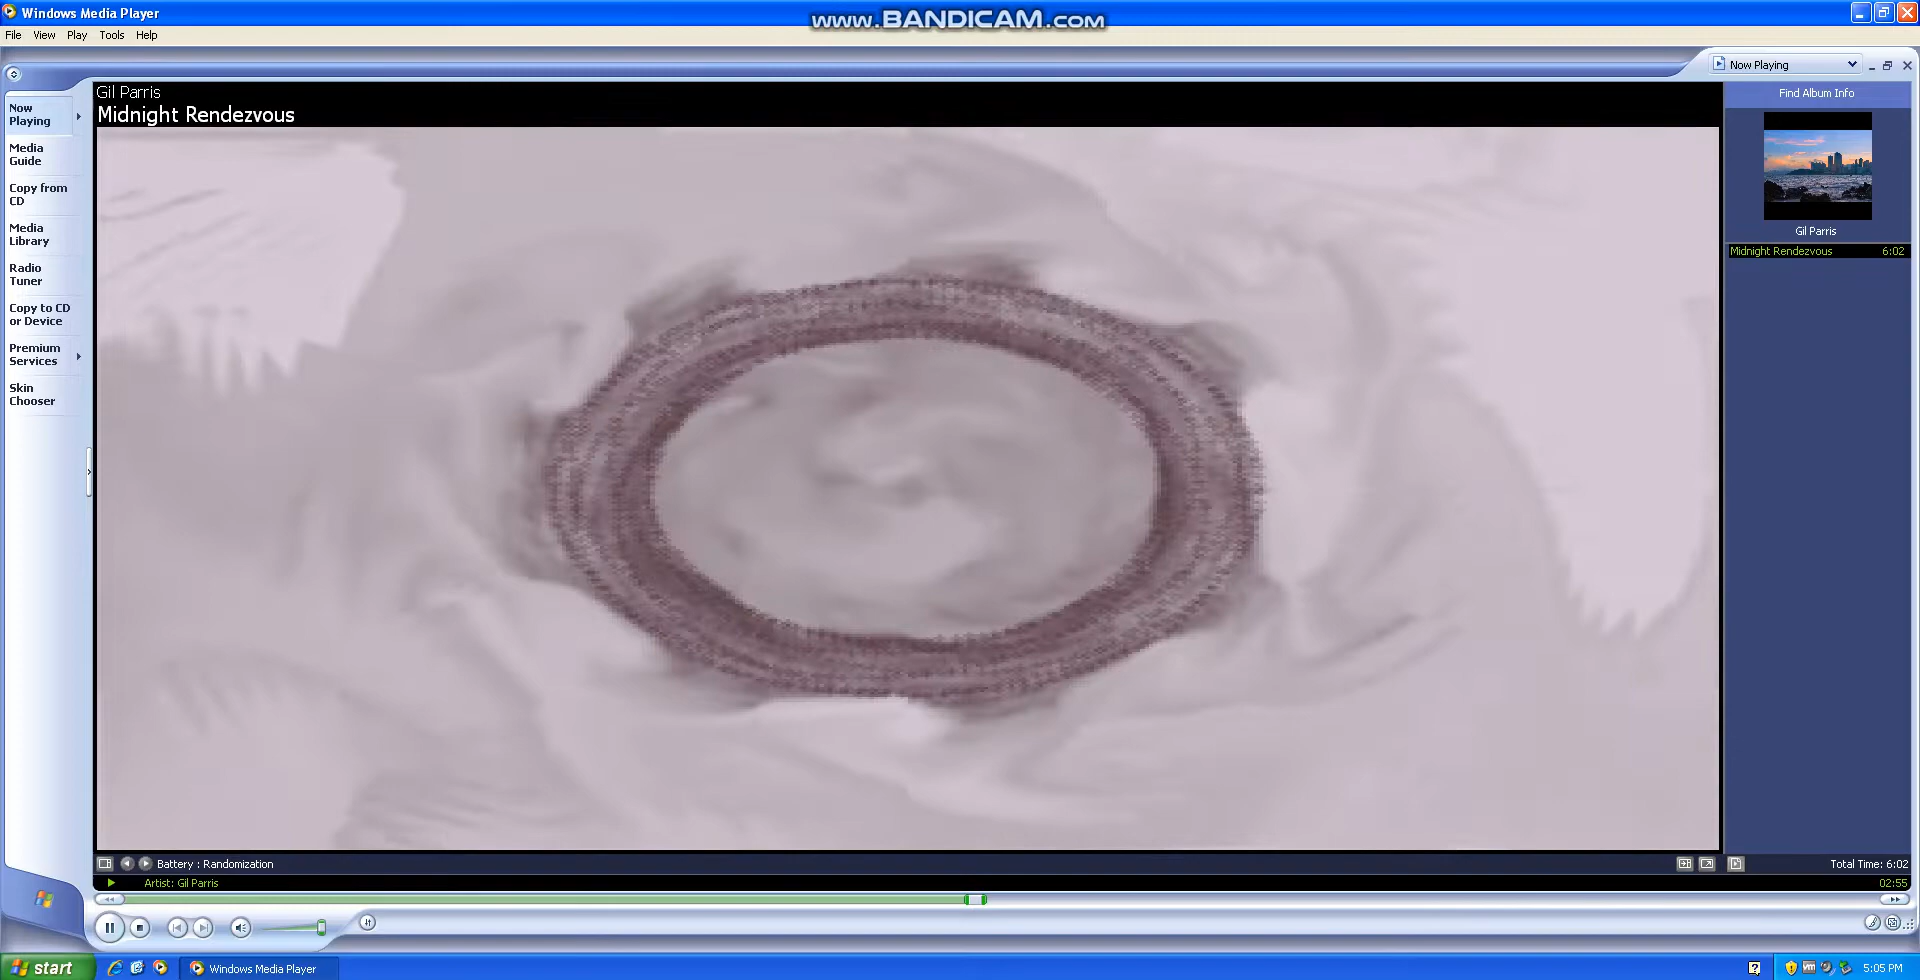 Windows Media Player
www.BANDICAM.com
File View Play Tools Help
Now Playing
Gil Parris
Midnight Rendezvous
Now
Playing
Media
Guide
Copy from
CD
Media
Library
Radio
Tuner
Copy to CD
or Device
Premium
Services
Skin
Chooser
Find Album Info
Gil Parris
Midnight Rendezvous 6:02
Battery : Randomization
Total Time: 6:02
Artist: Gil Parris
02:55
start
Windows Media Player
5:05 PM